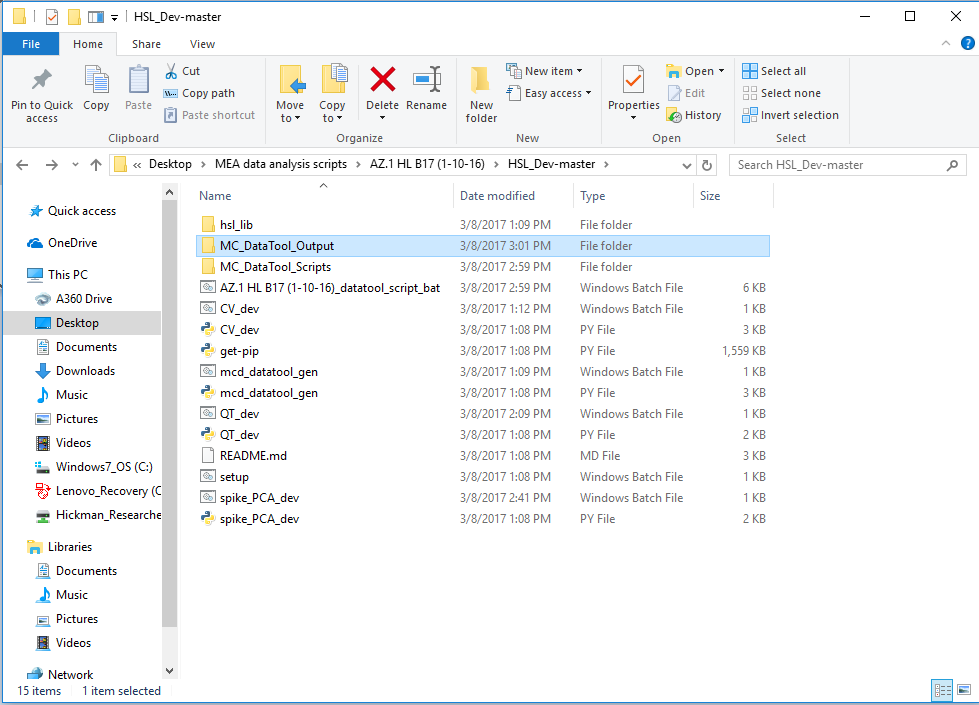 HSL_Dev-master
File Home Share View
Pin to Quick access
Copy
Paste
Cut
Copy path
Paste shortcut
Clipboard
Move to
Copy to
Delete
Rename
Organize
New folder
New item
Easy access
New
Properties
Open
Edit
History
Open
Select all
Select none
Invert selection
Select
« Desktop > MEA data analysis scripts > AZ.1 HL B17 (1-10-16) > HSL_Dev-master >
Search HSL_Dev-master
Quick access
OneDrive
This PC
A360 Drive
Desktop
Documents
Downloads
Music
Pictures
Videos
Windows7_OS (C:)
Lenovo_Recovery (
Hickman_Researche
Libraries
Documents
Music
Pictures
Videos
Network
Name Date modified Type Size
hsl_lib 3/8/2017 1:09 PM File folder
MC_DataTool_Output 3/8/2017 3:01 PM File folder
MC_DataTool_Scripts 3/8/2017 2:59 PM File folder
AZ.1 HL B17 (1-10-16)_datatool_script_bat 3/8/2017 2:59 PM Windows Batch File 6 KB
CV_dev 3/8/2017 1:12 PM Windows Batch File 1 KB
CV_dev 3/8/2017 1:08 PM PY File 3 KB
get-pip 3/8/2017 1:08 PM PY File 1,559 KB
mcd_datatool_gen 3/8/2017 1:09 PM Windows Batch File 1 KB
mcd_datatool_gen 3/8/2017 1:08 PM PY File 3 KB
QT_dev 3/8/2017 2:09 PM Windows Batch File 1 KB
QT_dev 3/8/2017 1:08 PM PY File 2 KB
README.md 3/8/2017 1:08 PM MD File 3 KB
setup 3/8/2017 1:08 PM Windows Batch File 1 KB
spike_PCA_dev 3/8/2017 2:41 PM Windows Batch File 1 KB
spike_PCA_dev 3/8/2017 1:08 PM PY File 2 KB
15 items 1 item selected